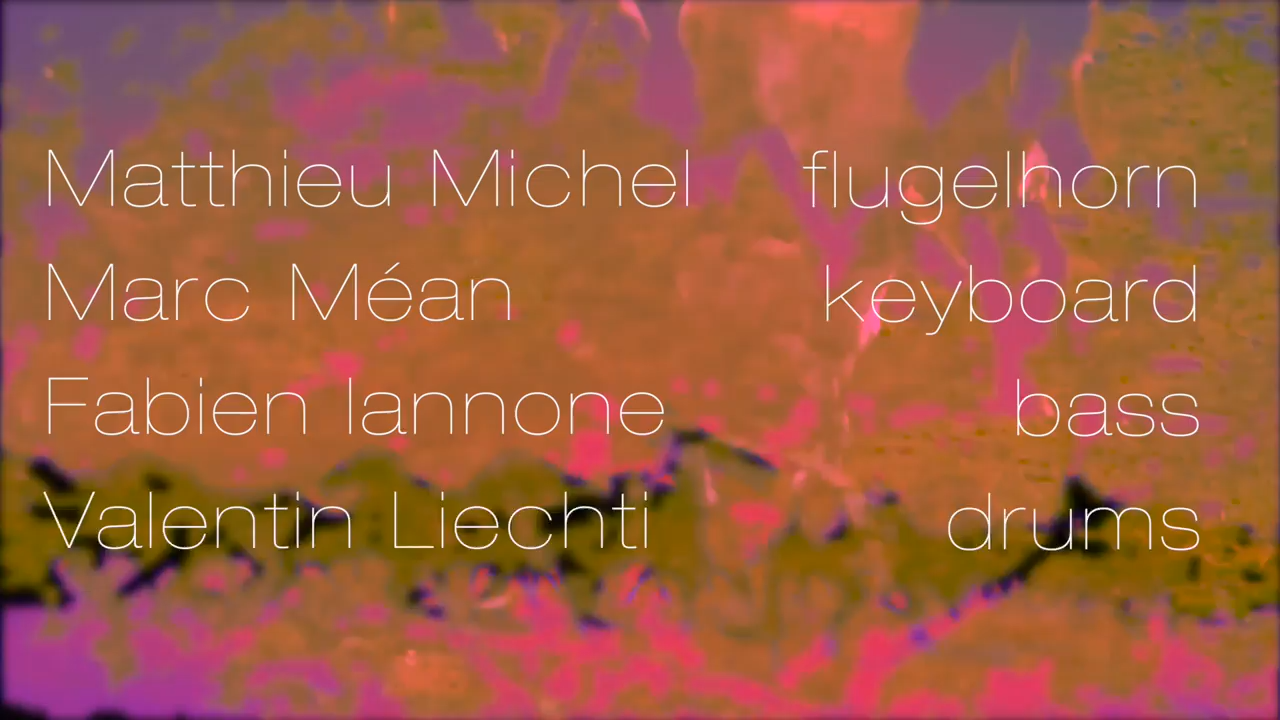 Matthieu Michel flugelhorn
Marc Méan keyboard
Fabien Iannone bass
Valentin Liechti drums